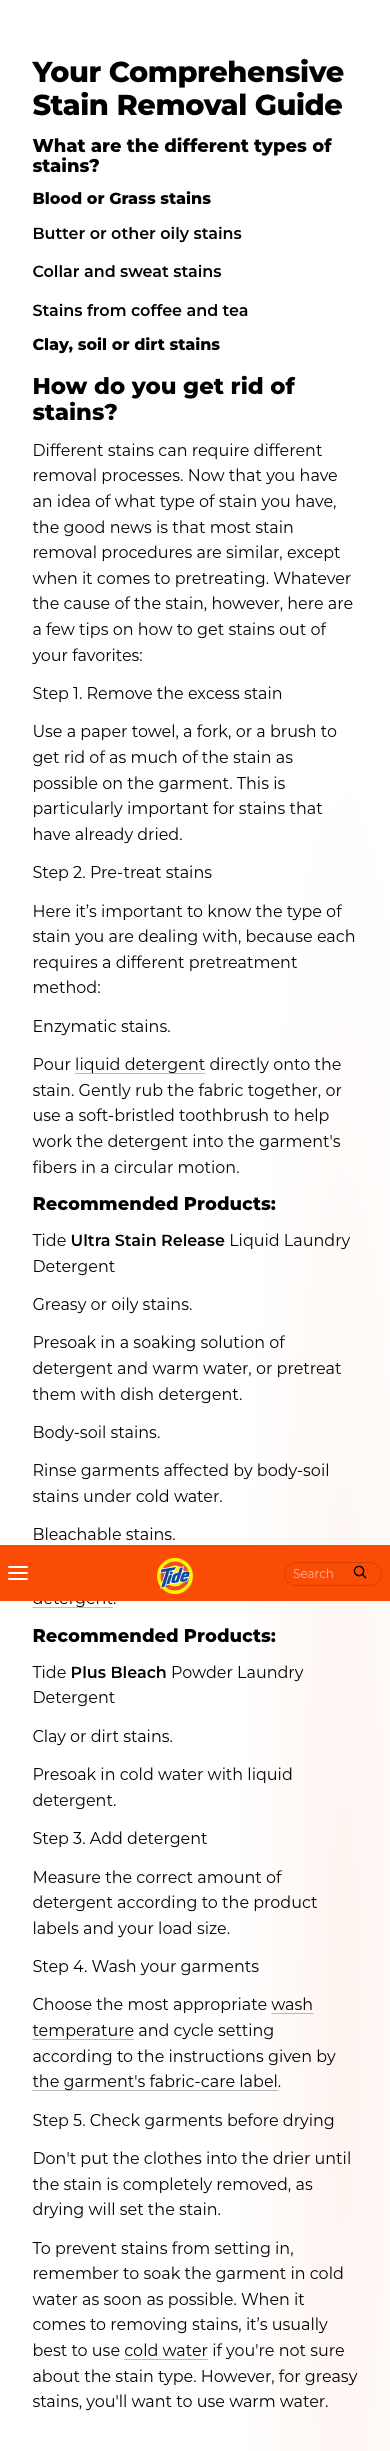 Your Comprehensive
Stain Removal Guide
What are the different types of
stains?
Blood or Grass stains
Butter or other oily stains
Collar and sweat stains
Stains from coffee and tea
Clay, soil or dirt stains
How do you get rid of
stains?
Different stains can require different
removal processes. Now that you have
an idea of what type of stain you have,
the good news is that most stain
removal procedures are similar, except
when it comes to pretreating. Whatever
the cause of the stain, however, here are
a few tips on how to get stains out of
your favorites:
Step 1. Remove the excess stain
Use a paper towel, a fork, or a brush to
get rid of as much of the stain as
possible on the garment. This is
particularly important for stains that
have already dried.
Step 2. Pre-treat stains
Here it’s important to know the type of
stain you are dealing with, because each
requires a different pretreatment
method:
Enzymatic stains.
Pour liquid detergent directly onto the
stain. Gently rub the fabric together, or
use a soft-bristled toothbrush to help
work the detergent into the garment's
fibers in a circular motion.
Recommended Products:
Tide Ultra Stain Release Liquid Laundry
Detergent
Greasy or oily stains.
Presoak in a soaking solution of
detergent and warm water, or pretreat
them with dish detergent.
Body-soil stains.
Rinse garments affected by body-soil
stains under cold water.
Bleachable stains.
Tide
Search
detergent.
Recommended Products:
Tide Plus Bleach Powder Laundry
Detergent
Clay or dirt stains.
Presoak in cold water with liquid
detergent.
Step 3. Add detergent
Measure the correct amount of
detergent according to the product
labels and your load size.
Step 4. Wash your garments
Choose the most appropriate wash
temperature and cycle setting
according to the instructions given by
the garment's fabric-care label.
Step 5. Check garments before drying
Don't put the clothes into the drier until
the stain is completely removed, as
drying will set the stain.
To prevent stains from setting in,
remember to soak the garment in cold
water as soon as possible. When it
comes to removing stains, it’s usually
best to use cold water if you're not sure
about the stain type. However, for greasy
stains, you'll want to use warm water.